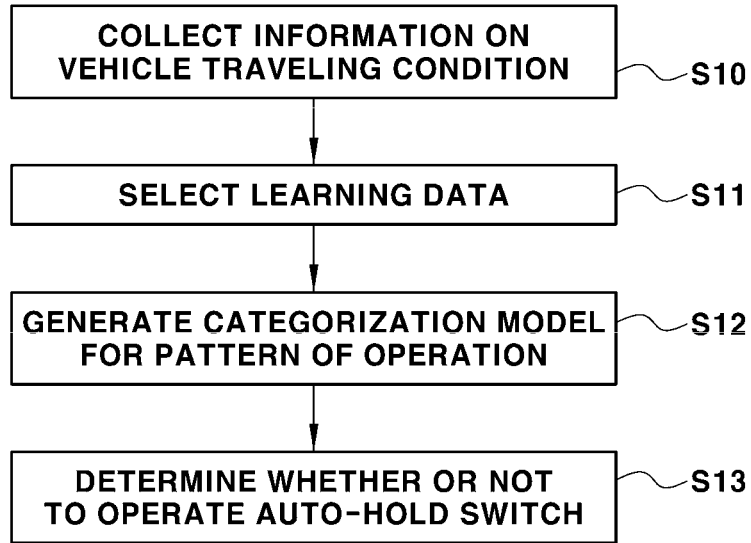 COLLECT INFORMATION ON
VEHICLE TRAVELING CONDITION
S10
SELECT LEARNING DATA
S11
GENERATE CATEGORIZATION MODEL
FOR PATTERN OF OPERATION
S12
DETERMINE WHETHER OR NOT
TO OPERATE AUTO-HOLD SWITCH
S13